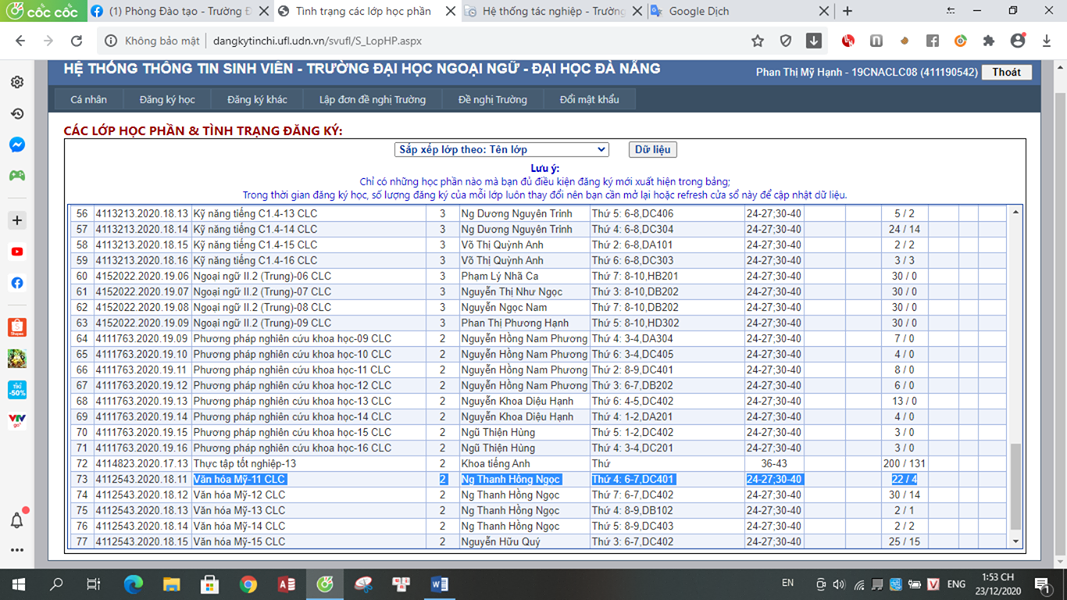 cốc cốc (1) Phòng Đào tạo - Trường Đ Tình trạng các lớp học phần Hệ thống tác nghiệp - Trường Google Dịch
Không bảo mật dangkytinchi.ufl.udn.vn/svufl/S_LopHP.aspx
HỆ THỐNG THÔNG TIN SINH VIÊN - TRƯỜNG ĐẠI HỌC NGOẠI NGỮ - ĐẠI HỌC ĐÀ NẴNG
Phan Thị Mỹ Hạnh - 19CNACLC08 (411190542) Thoát
Cá nhân Đăng ký học Đăng ký khác Lập đơn đề nghị Trường Đề nghị Trường Đổi mật khẩu
CÁC LỚP HỌC PHẦN & TÌNH TRẠNG ĐĂNG KÝ:
Sắp xếp lớp theo: Tên lớp Dữ liệu
Lưu ý:
Chỉ có những học phần nào mà bạn đủ điều kiện đăng ký mới xuất hiện trong bảng;
Trong thời gian đăng ký học, số lượng đăng ký của mỗi lớp luôn thay đổi nên bạn cần mở lại hoặc refresh cửa sổ này để cập nhật dữ liệu.
56 4113213.2020.18.13 Kỹ năng tiếng C1.4-13 CLC 3 Ng Dương Nguyên Trinh Thứ 5: 6-8,DC406 24-27;30-40 5 / 2
57 4113213.2020.18.14 Kỹ năng tiếng C1.4-14 CLC 3 Ng Dương Nguyên Trinh Thứ 4: 6-8,DC304 24-27;30-40 24 / 14
58 4113213.2020.18.15 Kỹ năng tiếng C1.4-15 CLC 3 Võ Thị Quỳnh Anh Thứ 2: 6-8,DA101 24-27;30-40 2 / 2
59 4113213.2020.18.16 Kỹ năng tiếng C1.4-16 CLC 3 Võ Thị Quỳnh Anh Thứ 6: 6-8,DC303 24-27;30-40 3 / 3
60 4152022.2020.19.06 Ngoại ngữ II.2 (Trung)-06 CLC 3 Phạm Lý Nhã Ca Thứ 7: 8-10,HB201 24-27;30-40 30 / 0
61 4152022.2020.19.07 Ngoại ngữ II.2 (Trung)-07 CLC 3 Nguyễn Thị Như Ngọc Thứ 3: 8-10,DB202 24-27;30-40 30 / 0
62 4152022.2020.19.08 Ngoại ngữ II.2 (Trung)-08 CLC 3 Nguyễn Ngọc Nam Thứ 7: 8-10,DB202 24-27;30-40 30 / 0
63 4152022.2020.19.09 Ngoại ngữ II.2 (Trung)-09 CLC 3 Phan Thị Phương Hạnh Thứ 5: 8-10,HD302 24-27;30-40 30 / 0
64 4111763.2020.19.09 Phương pháp nghiên cứu khoa học-09 CLC 2 Nguyễn Hồng Nam Phương Thứ 4: 3-4,DA304 24-27;30-40 7 / 0
65 4111763.2020.19.10 Phương pháp nghiên cứu khoa học-10 CLC 2 Nguyễn Hồng Nam Phương Thứ 6: 3-4,DC405 24-27;30-40 4 / 0
66 4111763.2020.19.11 Phương pháp nghiên cứu khoa học-11 CLC 2 Nguyễn Hồng Nam Phương Thứ 2: 8-9,DC401 24-27;30-40 8 / 0
67 4111763.2020.19.12 Phương pháp nghiên cứu khoa học-12 CLC 2 Nguyễn Hồng Nam Phương Thứ 3: 6-7,DB202 24-27;30-40 6 / 0
68 4111763.2020.19.13 Phương pháp nghiên cứu khoa học-13 CLC 2 Nguyễn Khoa Diệu Hạnh Thứ 6: 4-5,DC402 24-27;30-40 13 / 0
69 4111763.2020.19.14 Phương pháp nghiên cứu khoa học-14 CLC 2 Nguyễn Khoa Diệu Hạnh Thứ 4: 1-2,DA201 24-27;30-40 4 / 0
70 4111763.2020.19.15 Phương pháp nghiên cứu khoa học-15 CLC 2 Ngũ Thiện Hùng Thứ 5: 1-2,DC402 24-27;30-40 3 / 0
71 4111763.2020.19.16 Phương pháp nghiên cứu khoa học-16 CLC 2 Ngũ Thiện Hùng Thứ 4: 3-4,DC201 24-27;30-40 3 / 0
72 4114823.2020.17.13 Thực tập tốt nghiệp-13 2 Khoa tiếng Anh Thứ 36-43 200 / 131
73 4112543.2020.18.11 Văn hóa Mỹ-11 CLC 2 Ng Thanh Hồng Ngọc Thứ 4: 6-7,DC401 24-27;30-40 22 / 4
74 4112543.2020.18.12 Văn hóa Mỹ-12 CLC 2 Ng Thanh Hồng Ngọc Thứ 7: 6-7,DC402 24-27;30-40 30 / 14
75 4112543.2020.18.13 Văn hóa Mỹ-13 CLC 2 Ng Thanh Hồng Ngọc Thứ 4: 8-9,DB102 24-27;30-40 2 / 1
76 4112543.2020.18.14 Văn hóa Mỹ-14 CLC 2 Ng Thanh Hồng Ngọc Thứ 5: 8-9,DC403 24-27;30-40 2 / 2
77 4112543.2020.18.15 Văn hóa Mỹ-15 CLC 2 Nguyễn Hữu Quý Thứ 3: 6-7,DC402 24-27;30-40 25 / 15
EN ENG 1:53 CH
23/12/2020